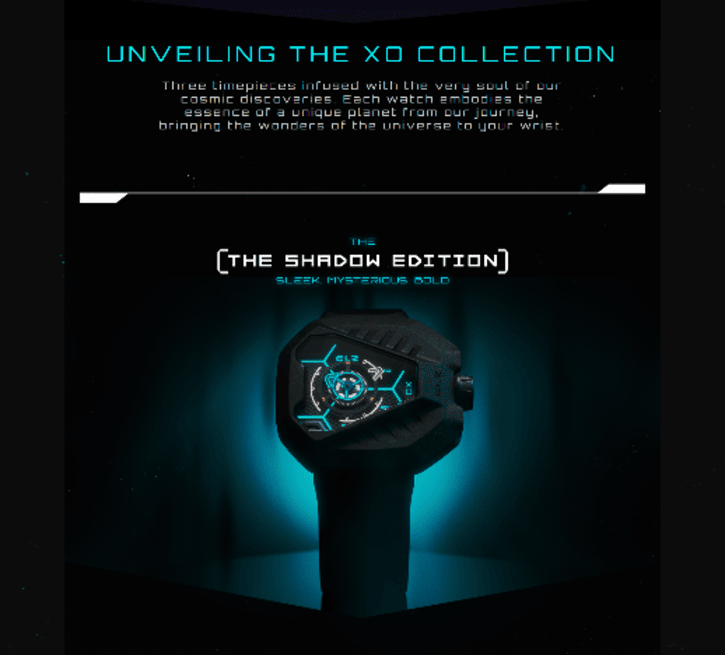 UNVEILING THE XO COLLECTION
Three timepieces infused with the very soul of our
cosmic discoveries. Each watch embodies the
essence of a unique planet from our journey,
bringing the wonders of the universe to your wrist.
THE
[THE SHADOW EDITION]
SLEEK MYSTERIOUS BOLD